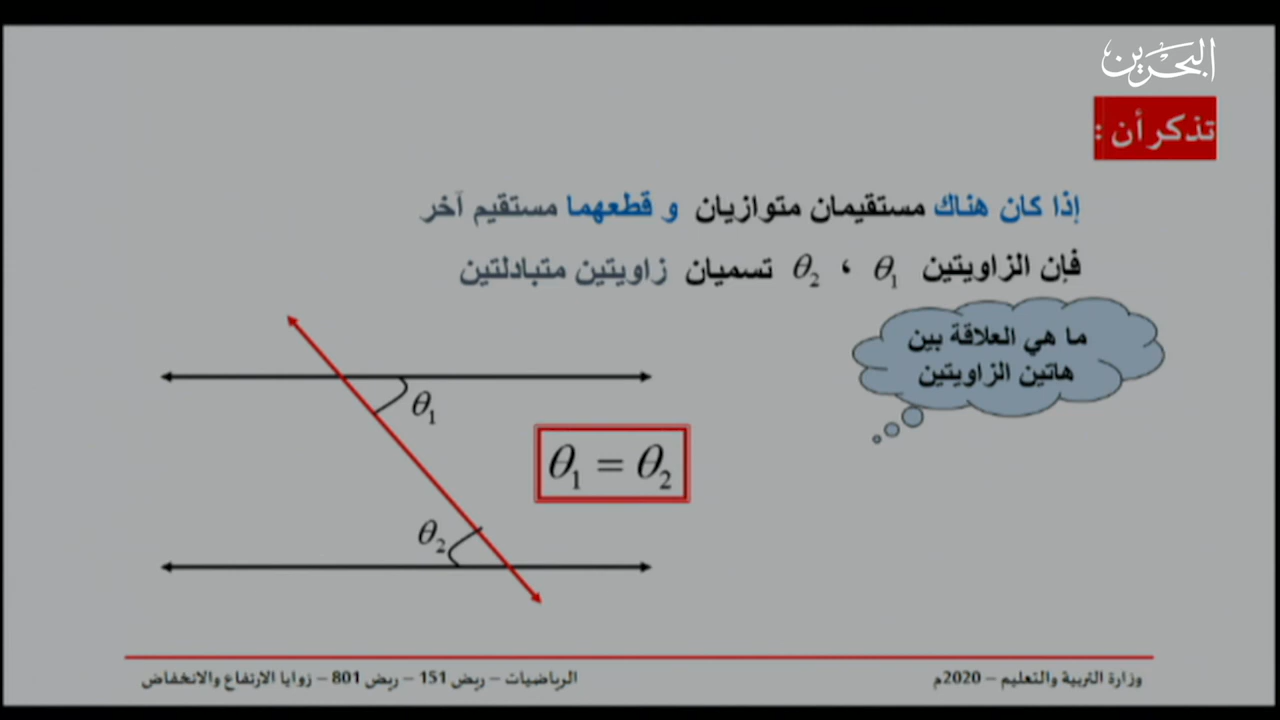 البحرين
تذكر أن :
إذا كان هناك مستقيمان متوازيان و قطعهما مستقيم آخر
فإن الزاويتين θ1 ، θ2 تسميان زاويتين متبادلتين
ما هي العلاقة بين
هاتين الزاويتين
θ1
θ1 = θ2
θ2
وزارة التربية والتعليم – 2020م
الرياضيات – ريض 151 – ريض 801 – زوايا الارتفاع والانخفاض